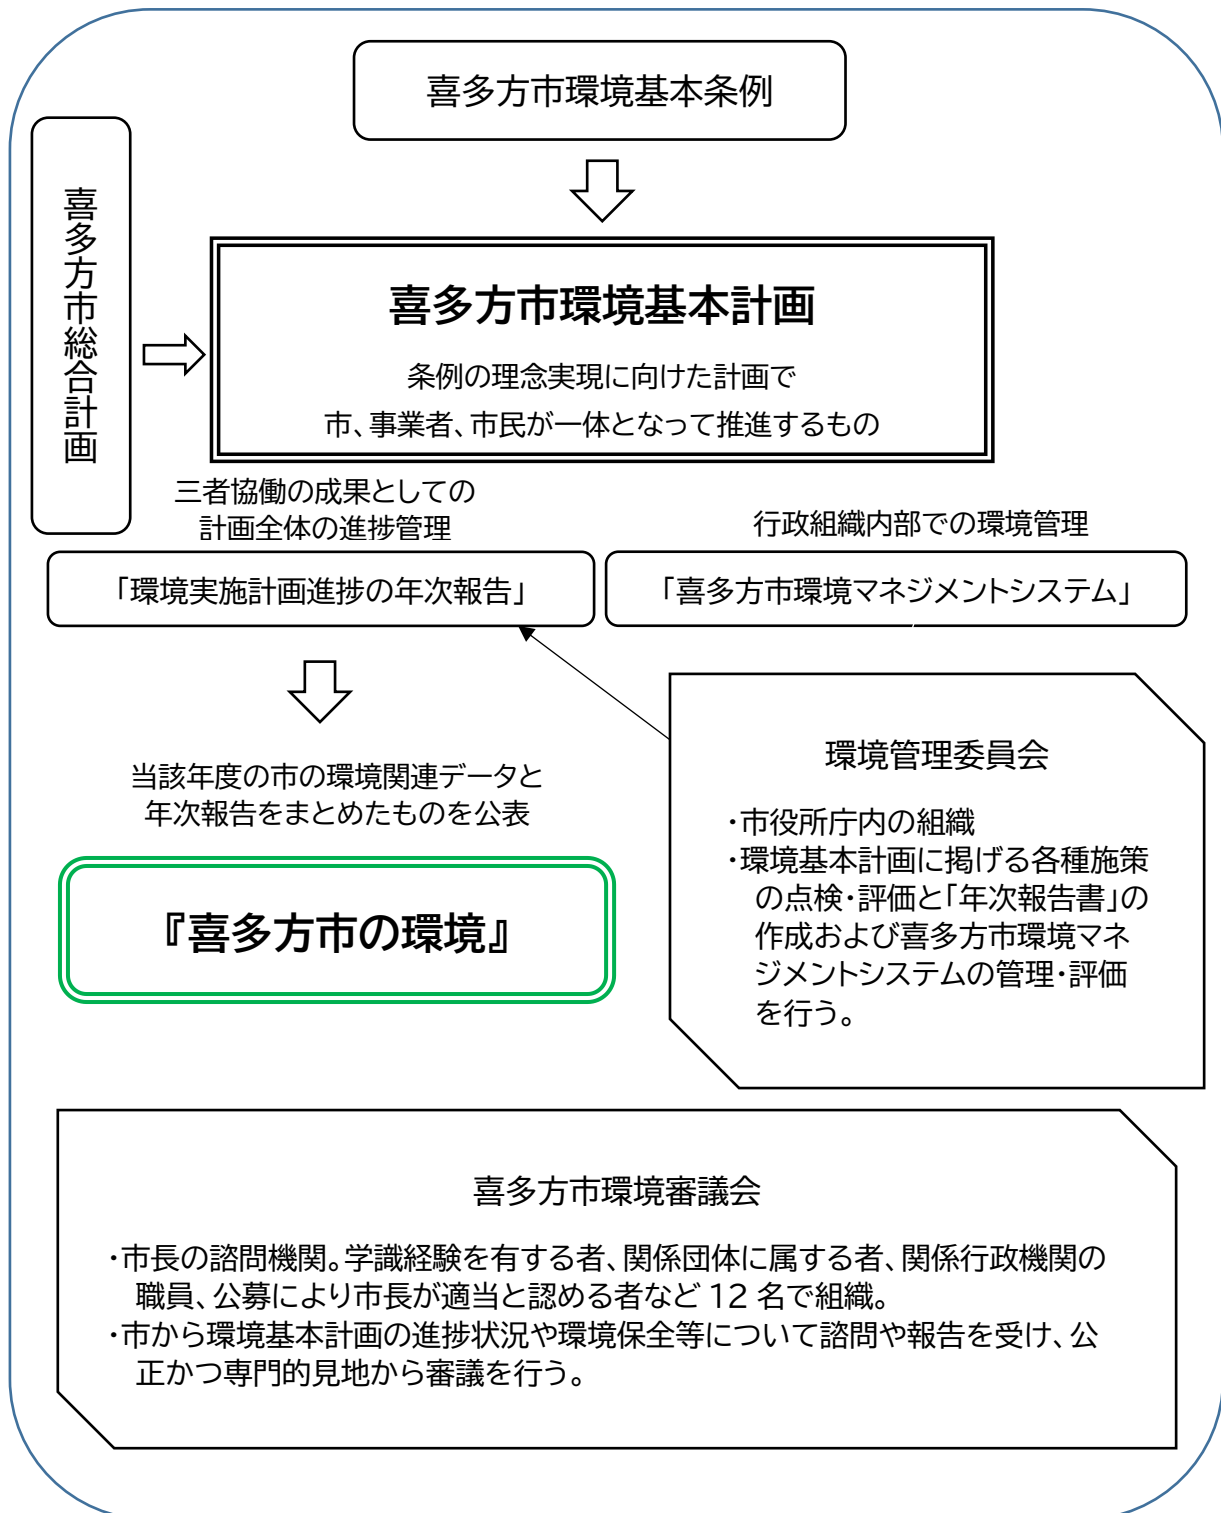 喜多方市環境基本条例
喜多方市総合計画
喜多方市環境基本計画
条例の理念実現に向けた計画で
市、事業者、市民が一体となって推進するもの
三者協働の成果としての
計画全体の進捗管理
行政組織内部での環境管理
「環境実施計画進捗の年次報告」
「喜多方市環境マネジメントシステム」
当該年度の市の環境関連データと
年次報告をまとめたものを公表
『喜多方市の環境』
環境管理委員会
・市役所庁内の組織
・環境基本計画に掲げる各種施策
の点検・評価と「年次報告書」の
作成および喜多方市環境マネ
ジメントシステムの管理・評価
を行う。
喜多方市環境審議会
・市長の諮問機関。学識経験を有する者、関係団体に属する者、関係行政機関の
職員、公募により市長が適当と認める者など 12 名で組織。
・市から環境基本計画の進捗状況や環境保全等について諮問や報告を受け、公
正かつ専門的見地から審議を行う。